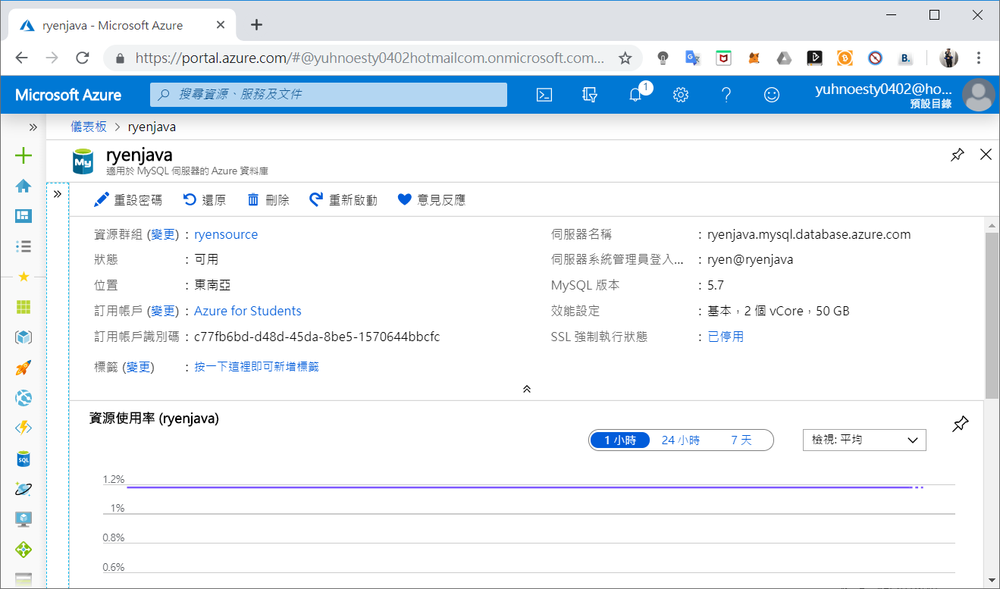 ryenjava - Microsoft Azure
https://portal.azure.com/#@yuhnoesty0402hotmailcom.onmicrosoft.com...
B.
Microsoft Azure
搜尋資源、服務及文件
1
yuhnoesty0402@ho...
預設目錄
儀表板 > ryenjava
My
ryenjava
適用於 MySQL 伺服器的 Azure 資料庫
重設密碼 還原 刪除 重新啟動 意見反應
資源群組 (變更) : ryensource
伺服器名稱 : ryenjava.mysql.database.azure.com
狀態 : 可用
伺服器系統管理員登入... : ryen@ryenjava
位置 : 東南亞
MySQL 版本 : 5.7
訂用帳戶 (變更) : Azure for Students
效能設定 : 基本，2 個 vCore，50 GB
訂用帳戶識別碼 : c77fb6bd-d48d-45da-8be5-1570644bbcfc
SSL 強制執行狀態 : 已停用
標籤 (變更) : 按一下這裡即可新增標籤
資源使用率 (ryenjava)
1 小時 24 小時 7 天
檢視: 平均
SQL
1.2%
1%
0.8%
0.6%